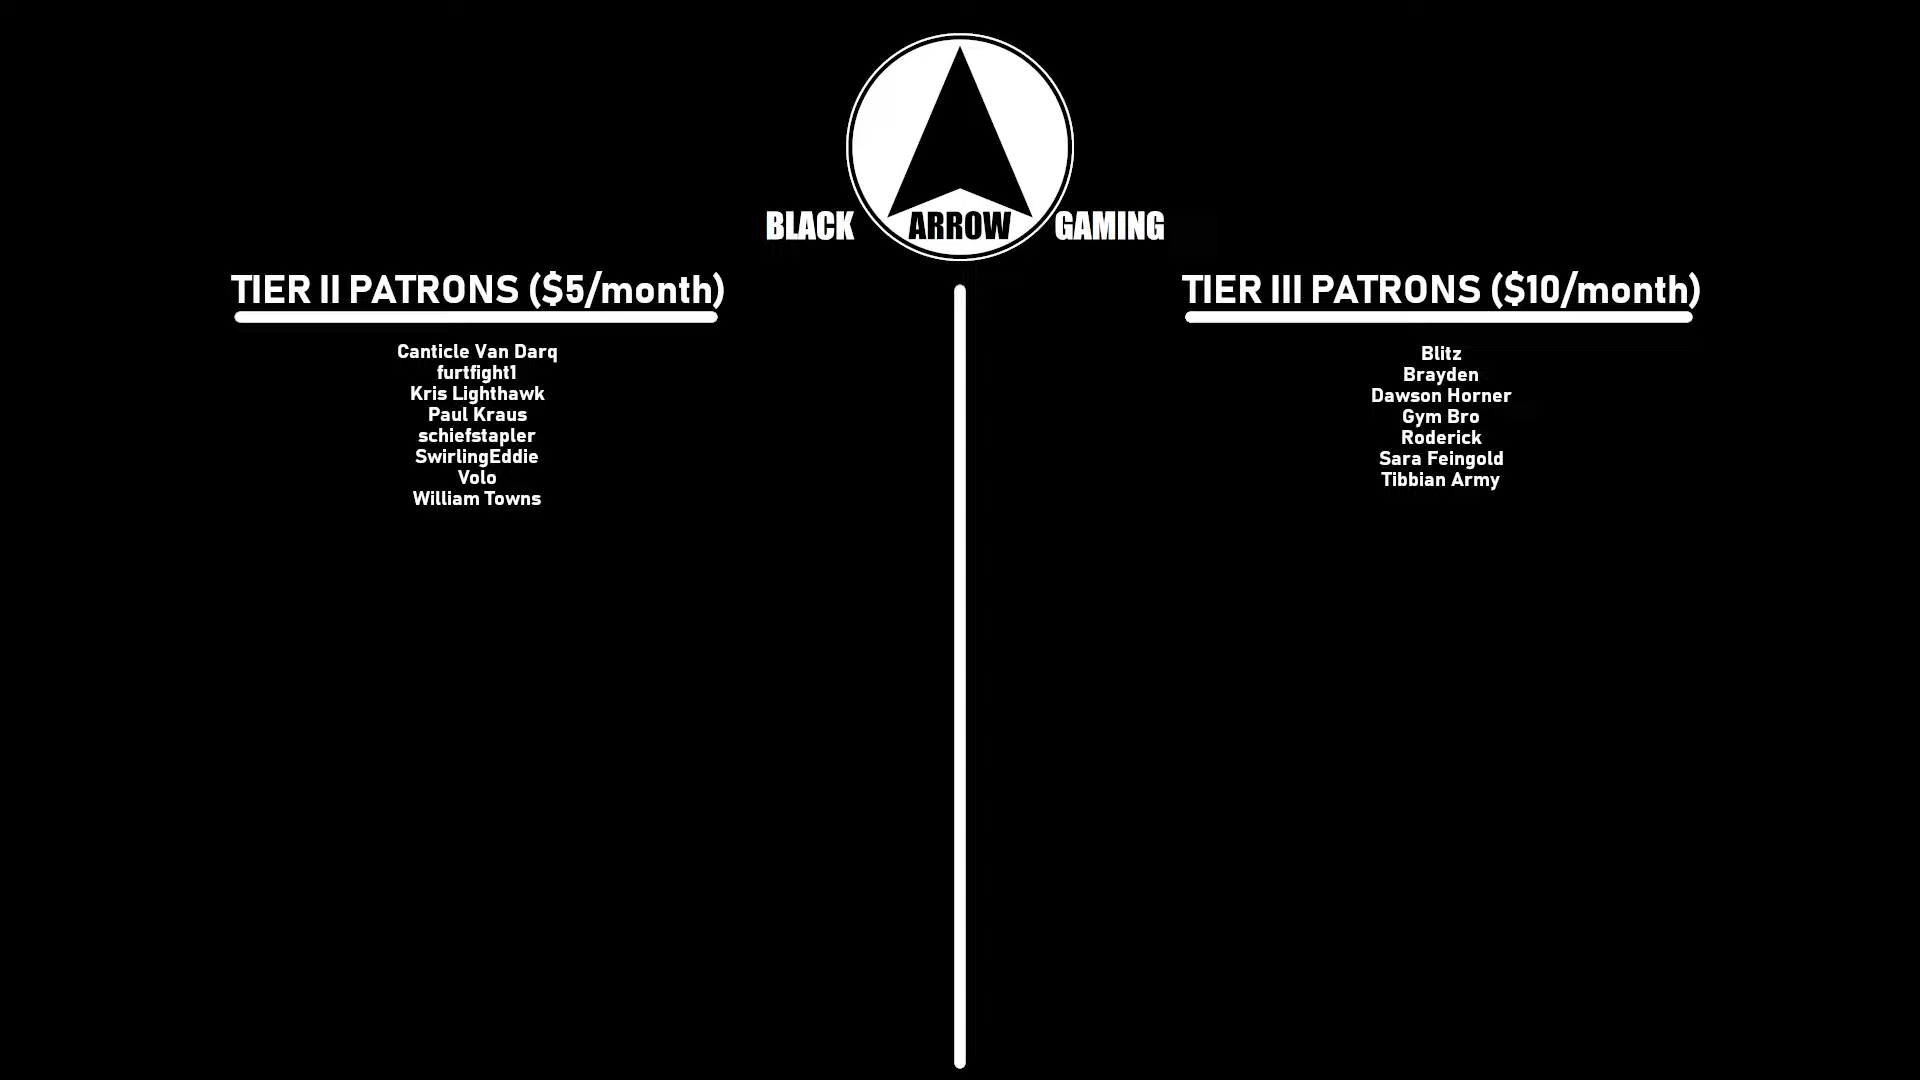 BLACK ARROW GAMING
TIER II PATRONS ($5/month)
Canticle Van Darq
furtfight1
Kris Lighthawk
Paul Kraus
schiefstapler
SwirlingEddie
Volo
William Towns
TIER III PATRONS ($10/month)
Blitz
Brayden
Dawson Horner
Gym Bro
Roderick
Sara Feingold
Tibbian Army